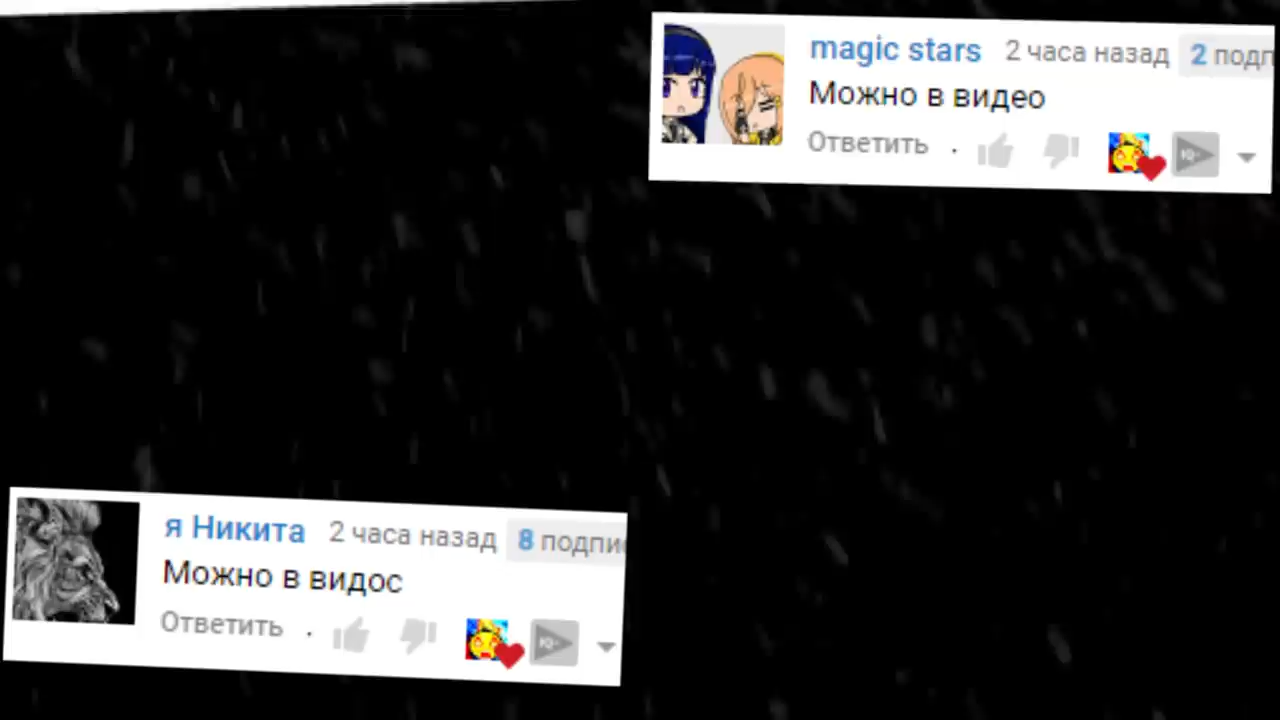 magic stars 2 часа назад 2 подп
Можно в видео
Ответить ·
я Никита 2 часа назад 8 подпи
Можно в видос
Ответить ·